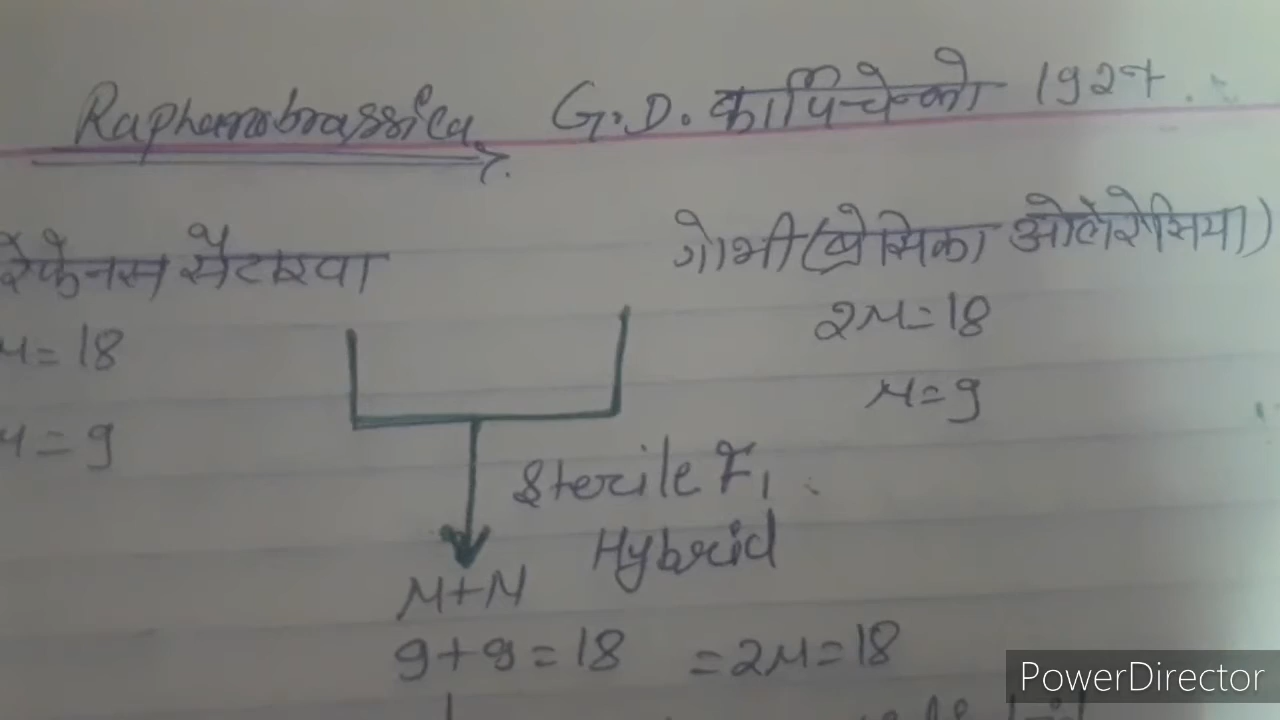 Raphanobrassica G.D. कार्पिचेन्को 1927.
रेफेनस सैटाइवा गोभी (ब्रेसिका ओलेरेसिया)
n=18 2n=18
n=9 n=9
Sterile F1
Hybrid
N+N
9+9=18 =2n=18
PowerDirector